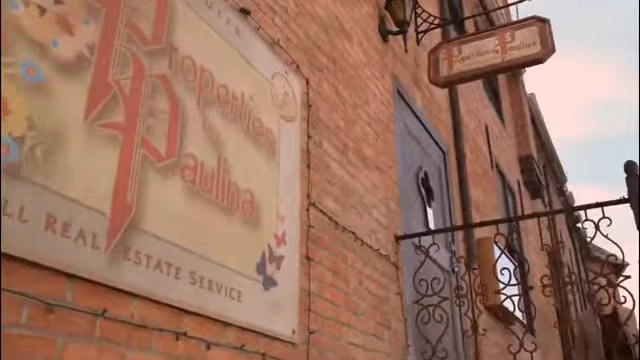 Properties
Paulina
LL REAL ESTATE SERVICE
Properties Paulina